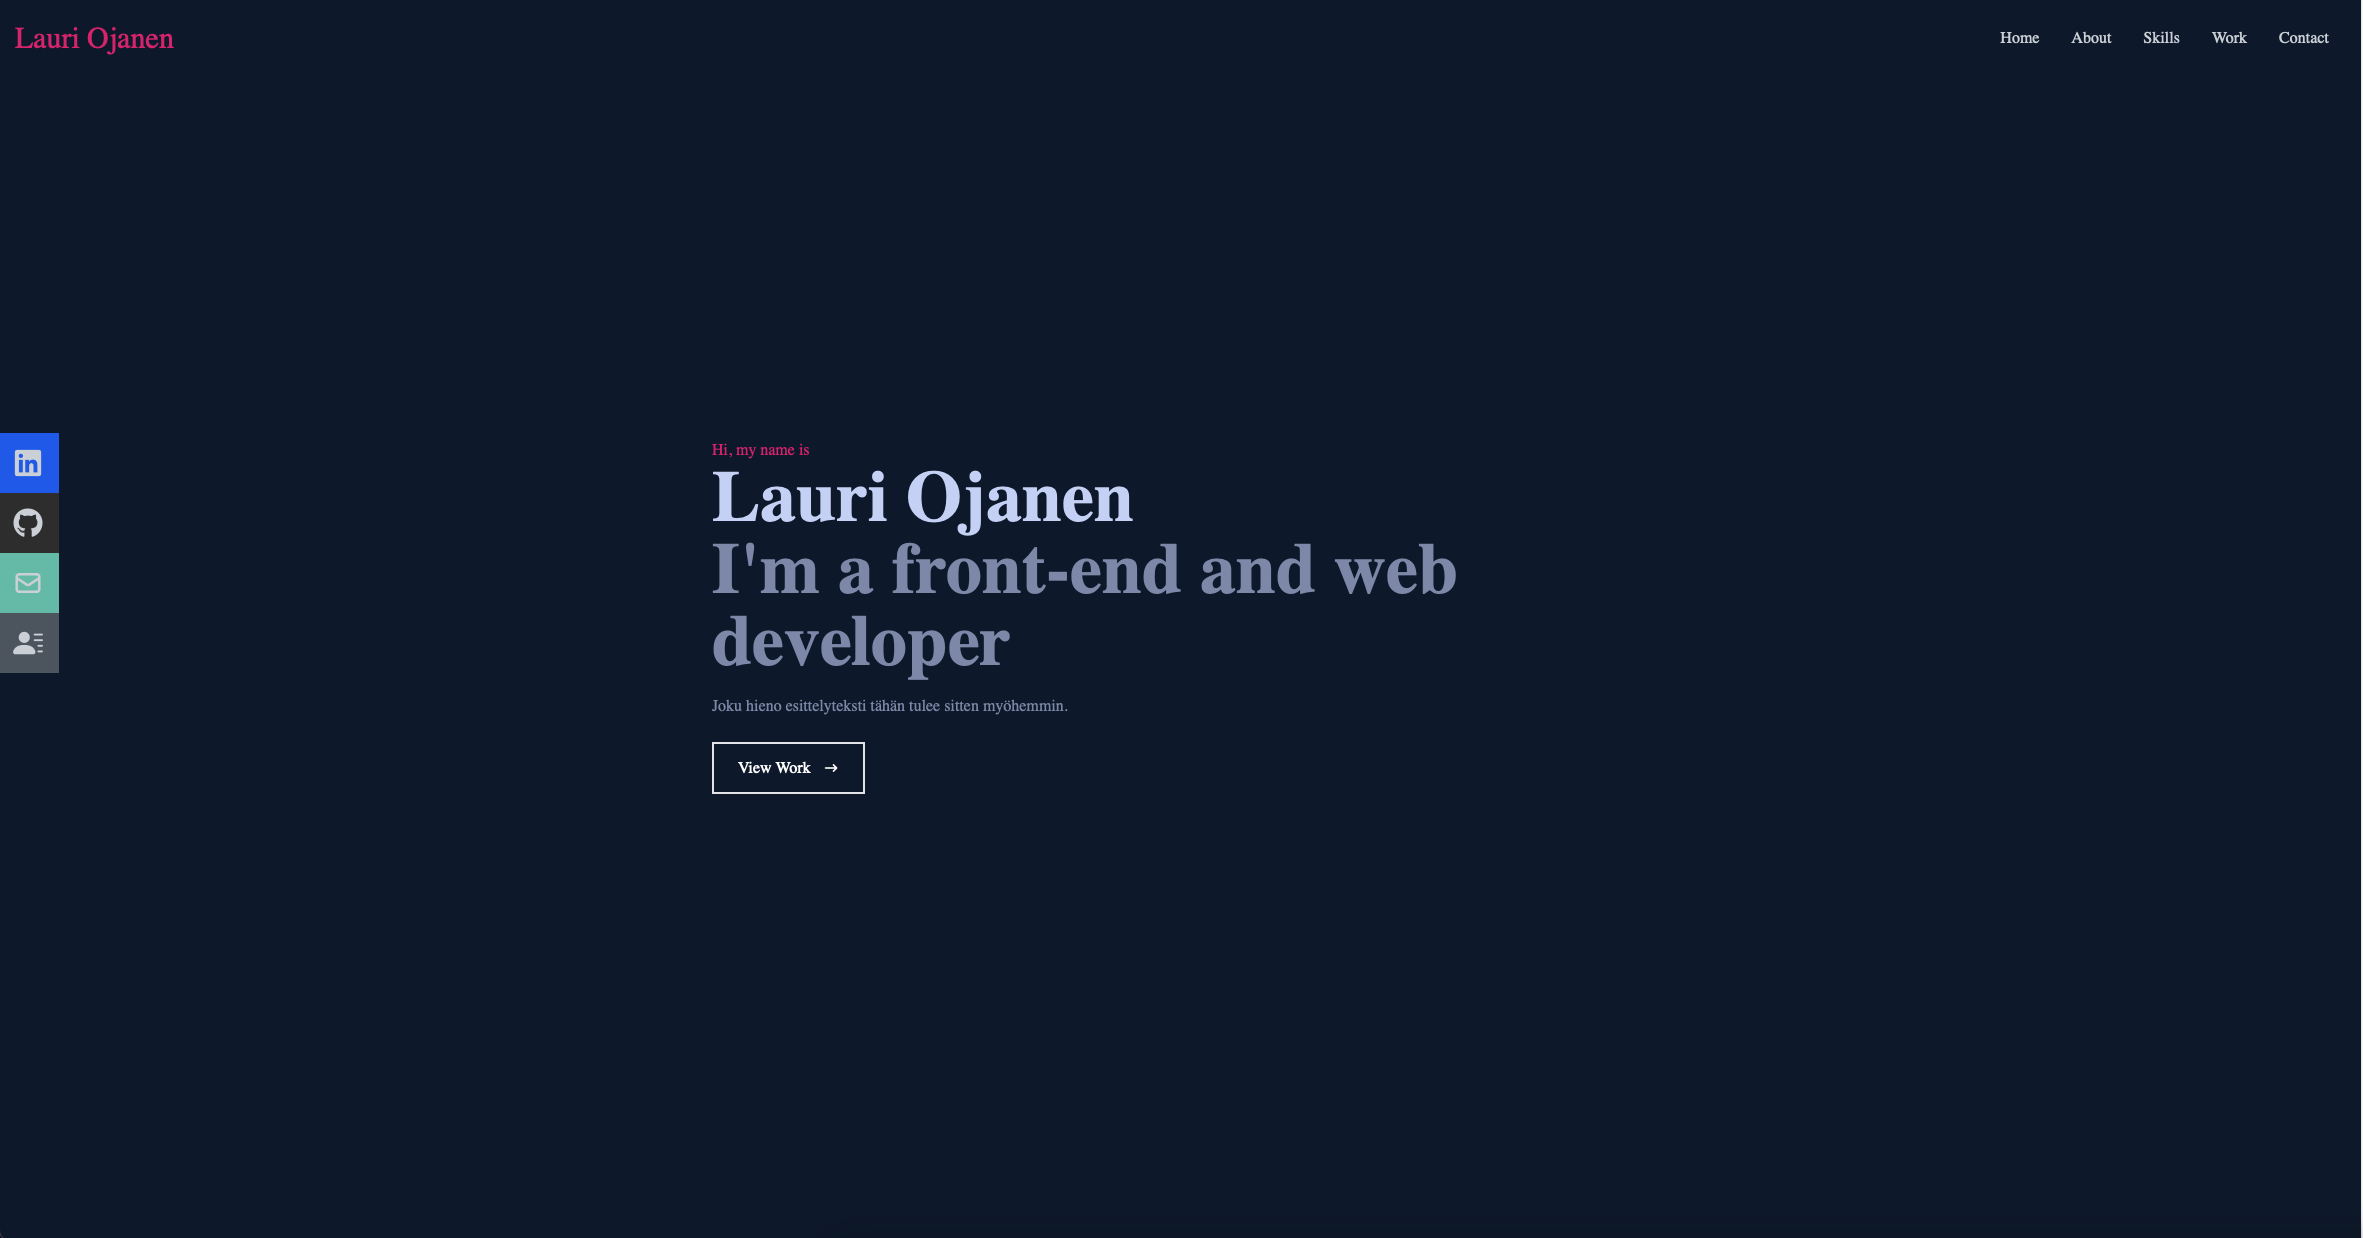 Lauri Ojanen
Home About Skills Work Contact
Hi, my name is
Lauri Ojanen
I'm a front-end and web
developer
Joku hieno esittelyteksti tähän tulee sitten myöhemmin.
View Work →